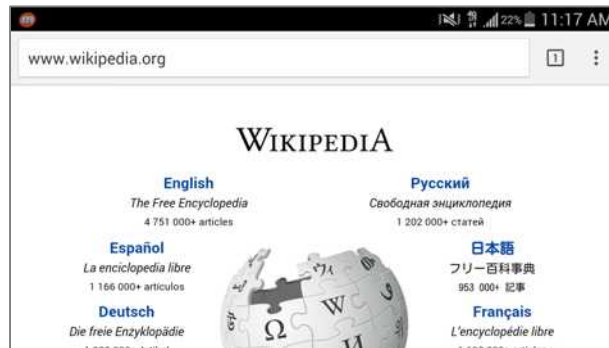 22% 11:17 AM
www.wikipedia.org
1
WIKIPEDIA
English
The Free Encyclopedia
4 751 000+ articles
Русский
Свободная энциклопедия
1 202 000+ статей
Español
La enciclopedia libre
1 166 000+ artículos
日本語
フリー百科事典
953 000+ 記事
Deutsch
Die freie Enzyklopädie
Français
L'encyclopédie libre
Ω
W
И